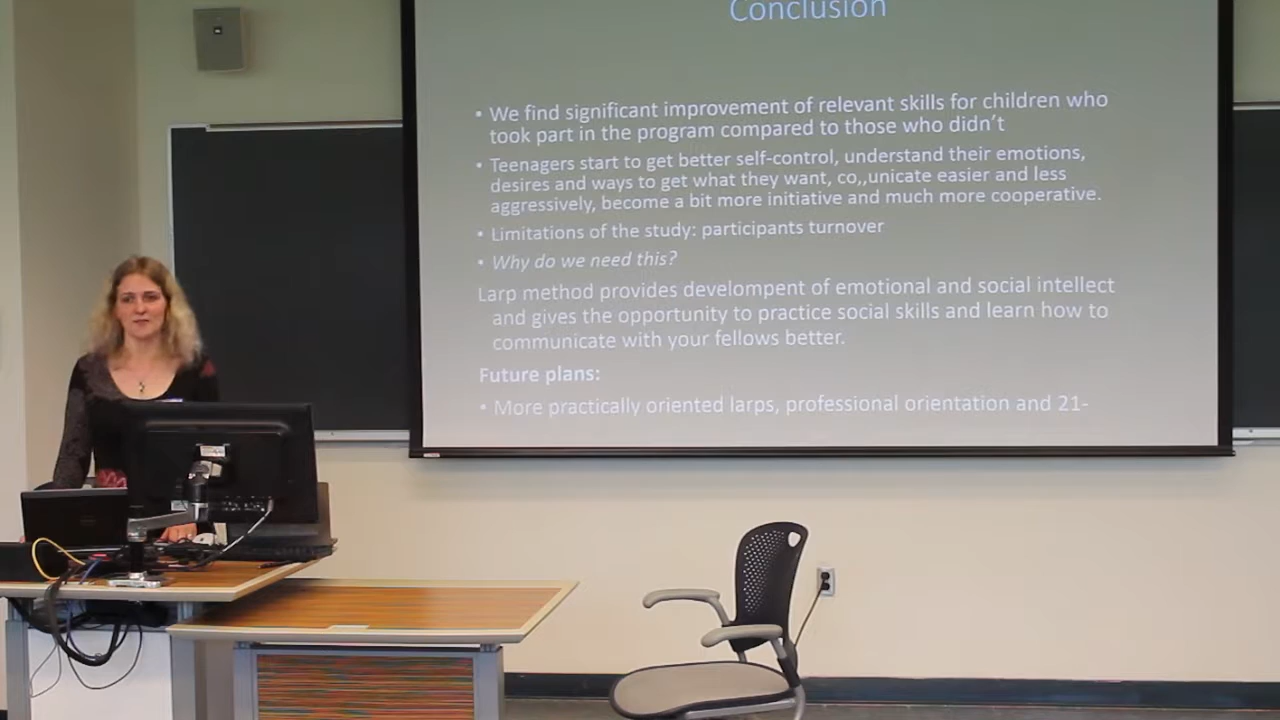 Conclusion
• We find significant improvement of relevant skills for children who
took part in the program compared to those who didn't
• Teenagers start to get better self-control, understand their emotions,
desires and ways to get what they want, co,,unicate easier and less
aggressively, become a bit more initiative and much more cooperative.
• Limitations of the study: participants turnover
• Why do we need this?
Larp method provides develompent of emotional and social intellect
and gives the opportunity to practice social skills and learn how to
communicate with your fellows better.
Future plans:
• More practically oriented larps, professional orientation and 21-